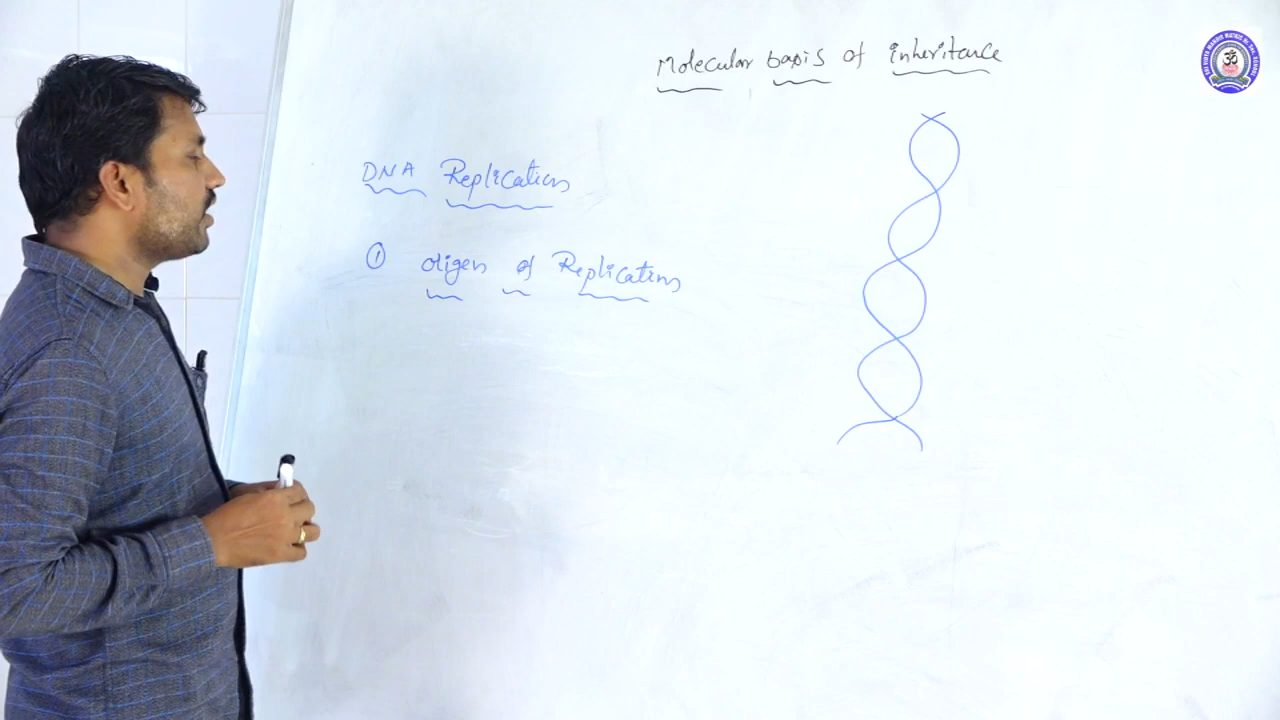 Molecular basis of inheritance
DNA Replication
① origen of Replication